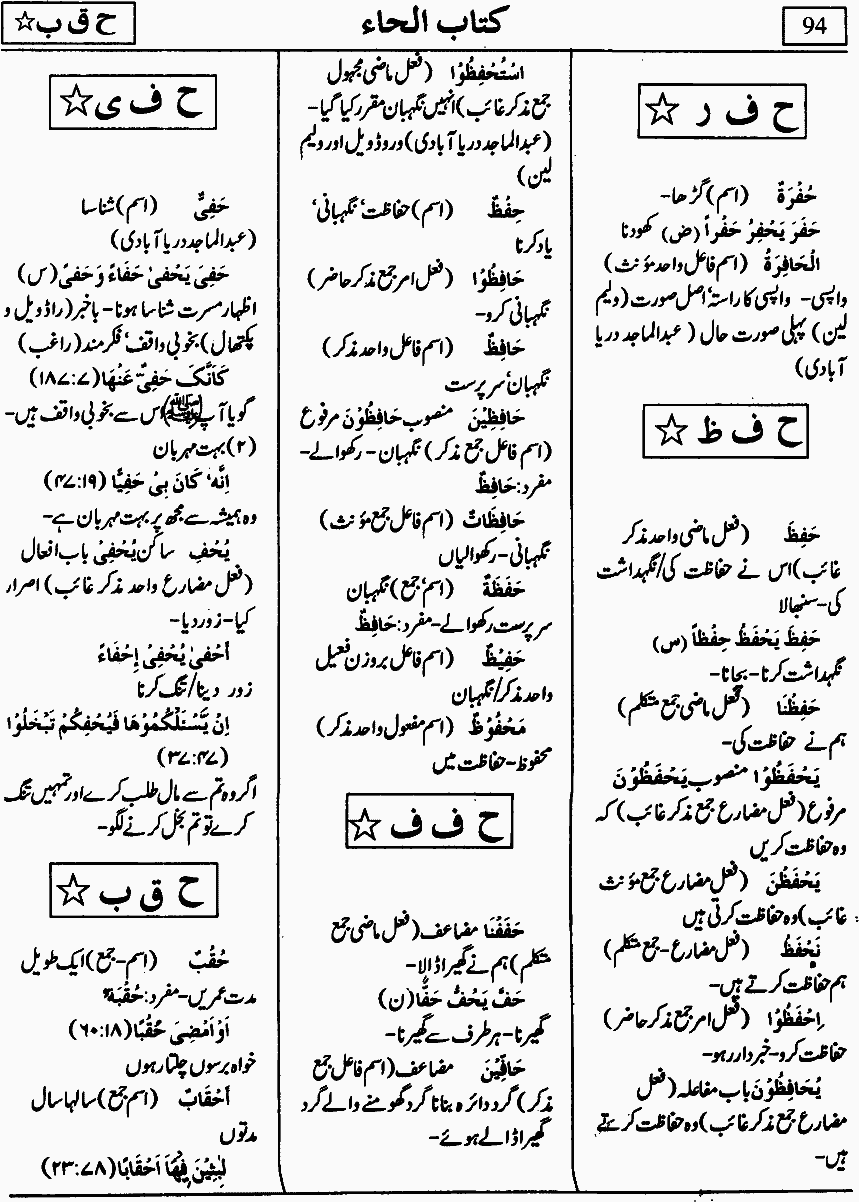 94
کتاب الحاء
ح ق ب ☆
ح ف ر ☆
حُفْرَةٌ (اسم) گڑھا-
حَفَرَ یَحْفِرُ حَفْراً (ض) کھودنا
الْحَافِرَةُ (اسم فاعل واحد مؤنث)
واپسی- واپسی کا راستہ' اصل صورت (ولیم
لین) پہلی صورت حال (عبدالماجد دریا
آبادی)
ح ف ظ ☆
حَفِظَ (فعل ماضی واحد مذکر
غائب) اس نے حفاظت کی/نگہداشت
کی- سنبھالا
حَفِظَ یَحْفَظُ حِفْظاً (س)
نگہداشت کرنا- بچانا-
حَفِظْنَا (فعل ماضی جمع متکلم)
ہم نے حفاظت کی-
یَحْفَظُوْا منصوب یَحْفَظُوْنَ
مرفوع (فعل مضارع جمع مذکر غائب) کہ
وہ حفاظت کریں
یَحْفَظْنَ (فعل مضارع جمع مؤنث
غائب) وہ حفاظت کرتی ہیں
نَحْفَظُ (فعل مضارع- جمع متکلم)
ہم حفاظت کرتے ہیں-
اِحْفَظُوْا (فعل امر جمع مذکر حاضر)
حفاظت کرو- خبردار رہو-
یُحَافِظُوْنَ باب مفاعلہ (فعل
مضارع جمع مذکر غائب) وہ حفاظت کرتے
ہیں-
اسْتُحْفِظُوْا (فعل ماضی مجہول
جمع مذکر غائب) انہیں نگہبان مقرر کیا گیا-
(عبدالماجد دریا آبادی) وروڈویل اور ولیم
لین)
حِفْظٌ (اسم) حفاظت' نگہبانی'
یاد کرنا
حَافِظُوْا (فعل امر جمع مذکر حاضر)
نگہبانی کرو-
حَافِظٌ (اسم فاعل واحد مذکر)
نگہبان' سرپرست
حَافِظِیْنَ منصوب حَافِظُوْنَ مرفوع
(اسم فاعل جمع مذکر) نگہبان- رکھوالے-
مفرد: حَافِظٌ
حَافِظَاتٌ (اسم فاعل جمع مؤنث)
نگہبانی- رکھوالیاں
حَفَظَةٌ (اسم' جمع) نگہبان
سرپرست رکھوالے- مفرد: حَافِظٌ
حَفِیْظٌ (اسم فاعل بروزن فعیل
واحد مذکر/نگہبان
مَحْفُوْظٌ (اسم مفعول واحد مذکر)
محفوظ- حفاظت میں
ح ف ف ☆
حَفَفْنَا مضاعف (فعل ماضی جمع
متکلم) ہم نے گھیرا ڈالا-
حَفَّ یَحُفُّ حَفًّا (ن)
گھیرنا- ہر طرف سے گھیرنا-
حَافِّیْنَ مضاعف (اسم فاعل جمع
مذکر) گرد دائرہ بنانا گرد گھومنے والے گرد
گھیرا ڈالے ہوئے-
ح ف ی ☆
حَفِیٌّ (اسم) شناسا
(عبدالماجد دریا آبادی)
حَفِیَ یَحْفٰی حَفَاءً وَ حَفیً (س)
اظہار مسرت شناسا ہونا- باخبر (راڈویل و
پکتھال) بخوبی واقف' فکرمند (راغب)
کَاَنَّکَ حَفِیٌّ عَنْهَا (۷:۱۸۷)
گویا آپ ﷺ اس سے بخوبی واقف ہیں-
(۲) بہت مہربان
اِنَّهٗ کَانَ بِیْ حَفِیًّا (۱۹:۴۷)
وہ ہمیشہ سے مجھ پر بہت مہربان ہے-
یُحْفِ ساکن یُحْفِیْ باب افعال
(فعل مضارع واحد مذکر غائب) اصرار
کیا- زور دیا-
اَحْفیٰ یُحْفِیْ اِحْفَاءً
زور دینا/تنگ کرنا
اِنْ یَّسْئَلْکُمُوْهَا فَیُحْفِکُمْ تَبْخَلُوْا
(۴۷:۳۷)
اگر وہ تم سے مال طلب کرے اور تمہیں تنگ
کرے تو تم بخل کرنے لگو-
ح ق ب ☆
حُقُبٌ (اسم- جمع) ایک طویل
مدت عمریں- مفرد: حُقْبَةٌ
اَوْ اَمْضِیَ حُقُبًا (۱۸:۶۰)
خواہ برسوں چلتا رہوں
اَحْقَابٌ (اسم جمع) سالہا سال
مدتوں
لٰبِثِیْنَ فِیْهَا اَحْقَابًا (۷۸:۲۳)